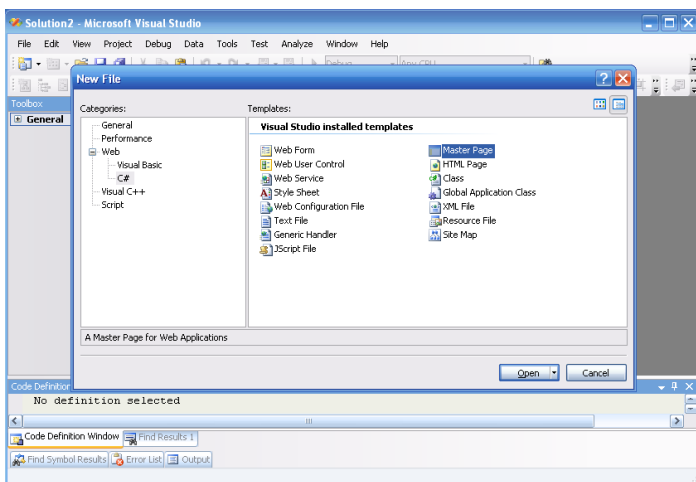 Solution2 - Microsoft Visual Studio
File Edit View Project Debug Data Tools Test Analyze Window Help
Debug Any CPU
New File
Toolbox
General
Categories:
General
Performance
Web
Visual Basic
C#
Visual C++
Script
Templates:
Visual Studio installed templates
Web Form
Web User Control
Web Service
Style Sheet
Web Configuration File
Text File
Generic Handler
JScript File
Master Page
HTML Page
Class
Global Application Class
XML File
Resource File
Site Map
A Master Page for Web Applications
Open Cancel
Code Definition
No definition selected
Code Definition Window Find Results 1
Find Symbol Results Error List Output